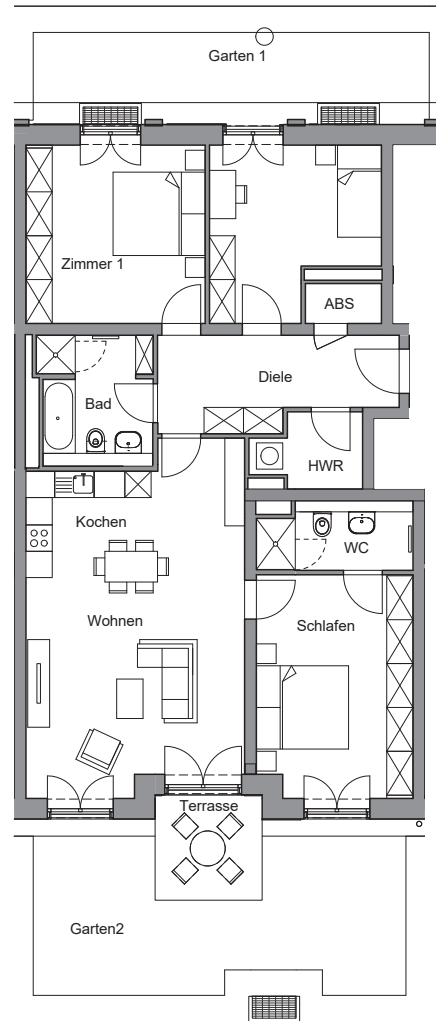 Garten 1
Zimmer 1
ABS
Diele
Bad
HWR
Kochen
WC
Wohnen
Schlafen
Terrasse
Garten2